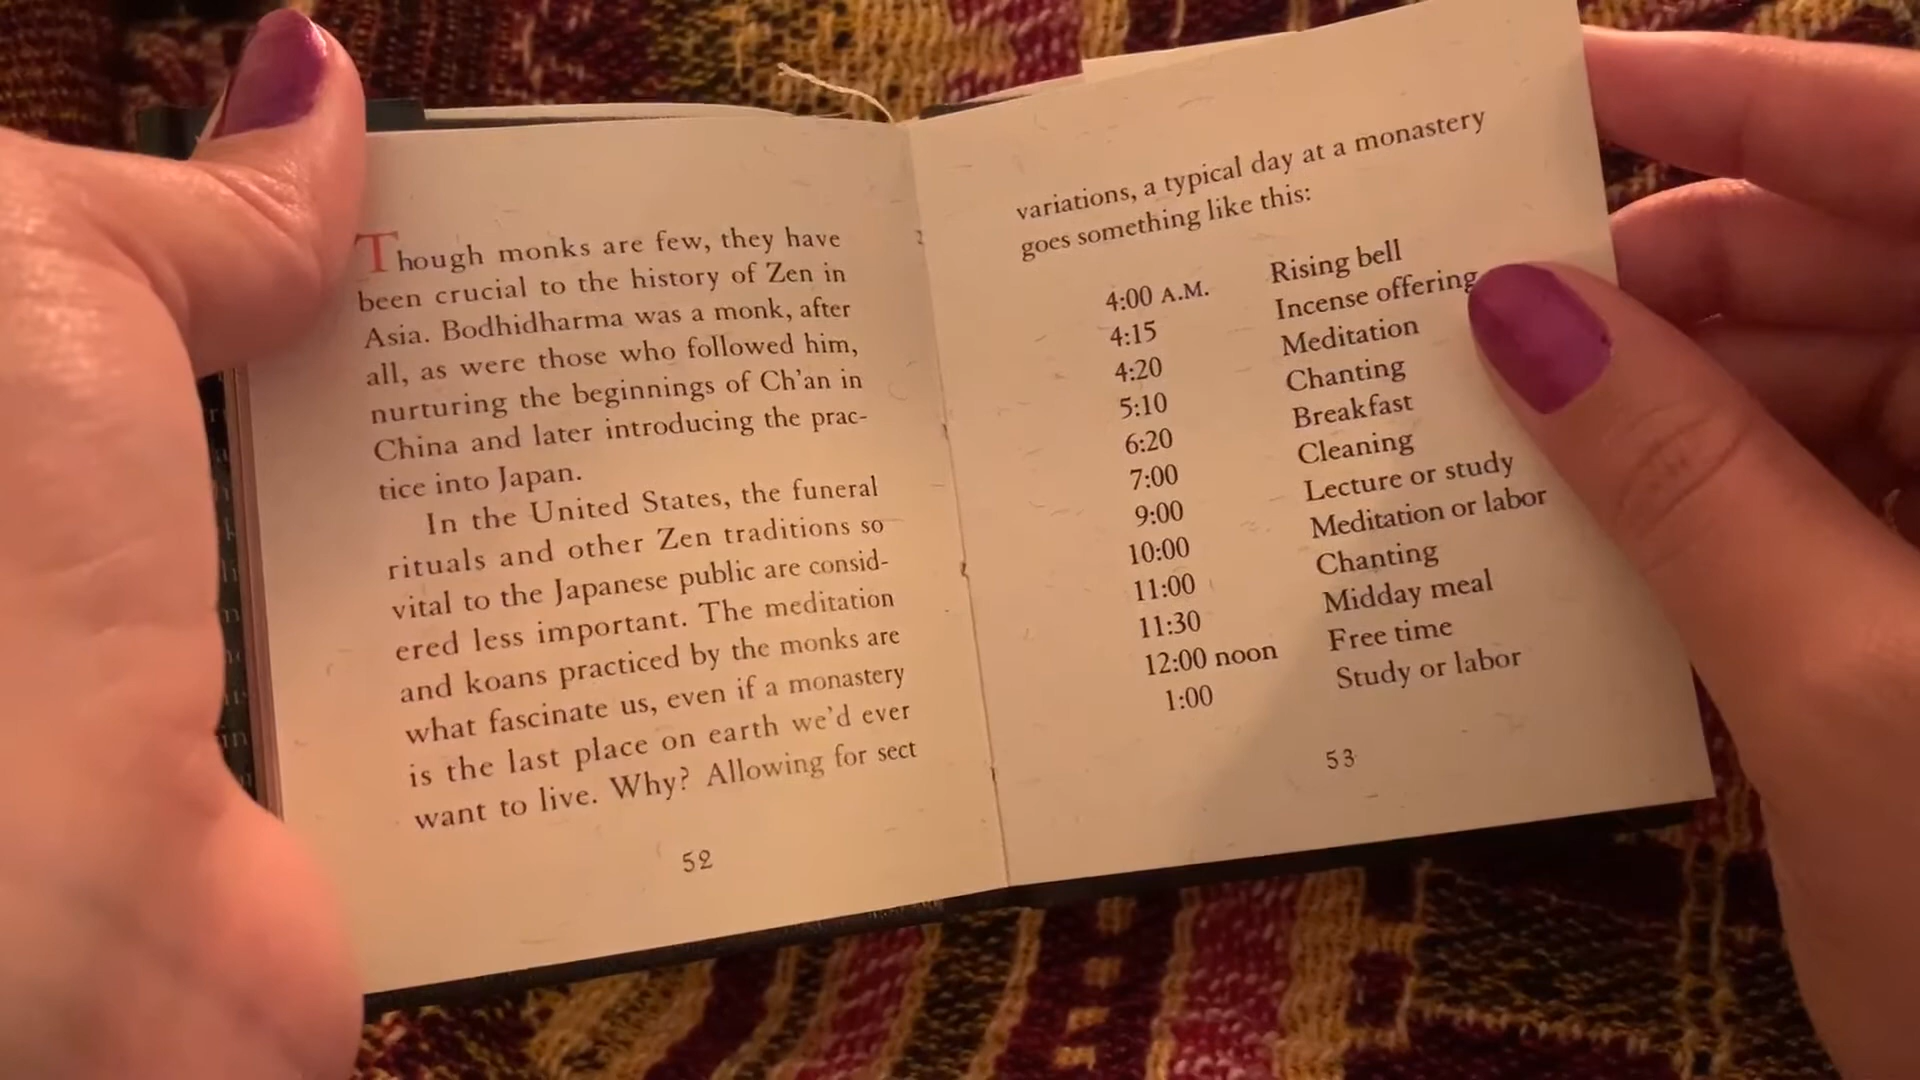 Though monks are few, they have
been crucial to the history of Zen in
Asia. Bodhidharma was a monk, after
all, as were those who followed him,
nurturing the beginnings of Ch'an in
China and later introducing the prac-
tice into Japan.
In the United States, the funeral
rituals and other Zen traditions so
vital to the Japanese public are consid-
ered less important. The meditation
and koans practiced by the monks are
what fascinate us, even if a monastery
is the last place on earth we'd ever
want to live. Why? Allowing for sect
52
variations, a typical day at a monastery
goes something like this:
4:00 A.M. Rising bell
4:15 Incense offering
4:20 Meditation
5:10 Chanting
6:20 Breakfast
7:00 Cleaning
9:00 Lecture or study
10:00 Meditation or labor
11:00 Chanting
11:30 Midday meal
12:00 noon Free time
1:00 Study or labor
53